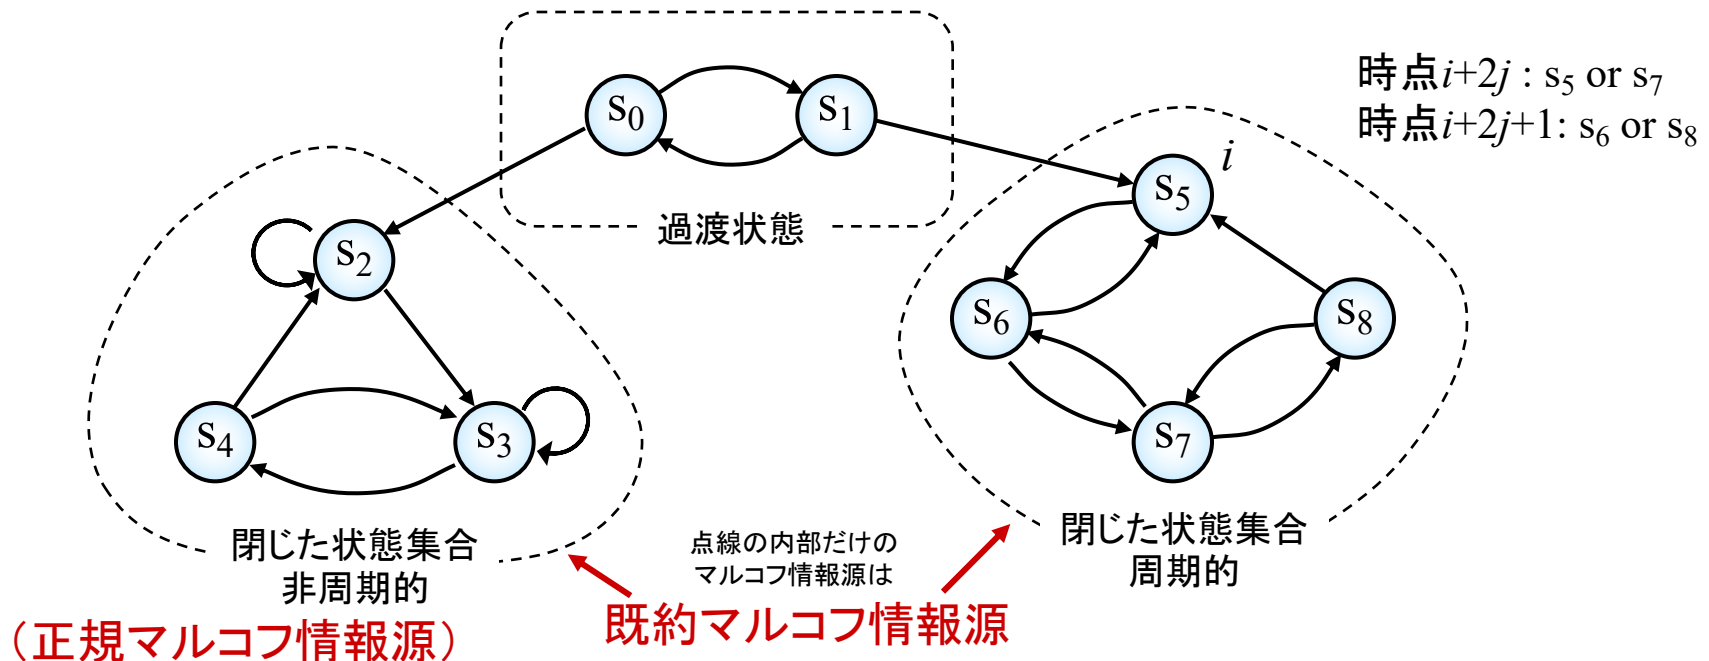 s0
s1
時点i+2j : s5 or s7
時点i+2j+1: s6 or s8
過渡状態
i
s5
s2
s6
s8
s4
s3
s7
閉じた状態集合
非周期的
(正規マルコフ情報源)
点線の内部だけの
マルコフ情報源は
既約マルコフ情報源
閉じた状態集合
周期的